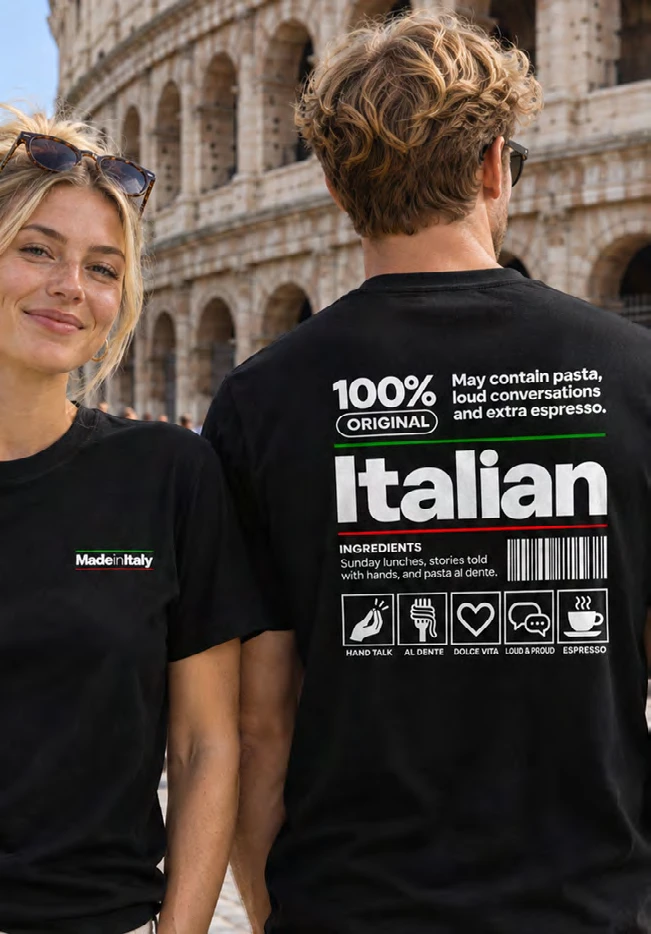 MadeinItaly
100%
ORIGINAL
May contain pasta,
loud conversations
and extra espresso.
Italian
INGREDIENTS
Sunday lunches, stories told
with hands, and pasta al dente.
HAND TALK
AL DENTE
DOLCE VITA
LOUD & PROUD
ESPRESSO